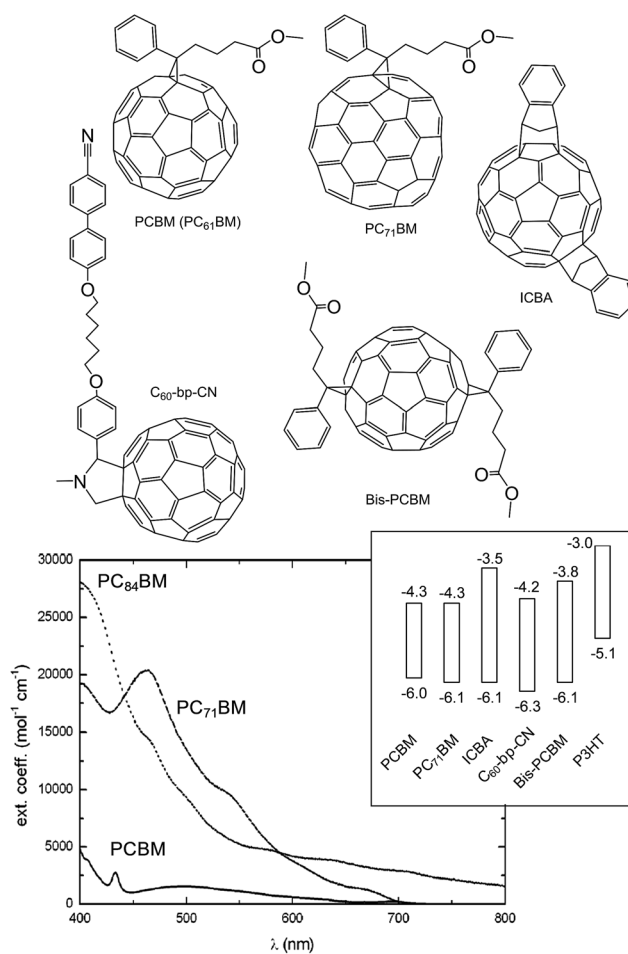 O
O
O
O
N
PCBM (PC₆₁BM)
PC₇₁BM
ICBA
O
O
O
O
C₆₀-bp-CN
N
O
O
Bis-PCBM
30000
25000
20000
15000
10000
5000
0
ext. coeff. (mol⁻¹ cm⁻¹)
PC₈₄BM
PC₇₁BM
PCBM
400
500
600
700
800
λ (nm)
-3.0
-3.5
-3.8
-4.2
-4.3
-4.3
-5.1
-6.0
-6.1
-6.1
-6.3
-6.1
PCBM
PC₇₁BM
ICBA
C₆₀-bp-CN
Bis-PCBM
P3HT